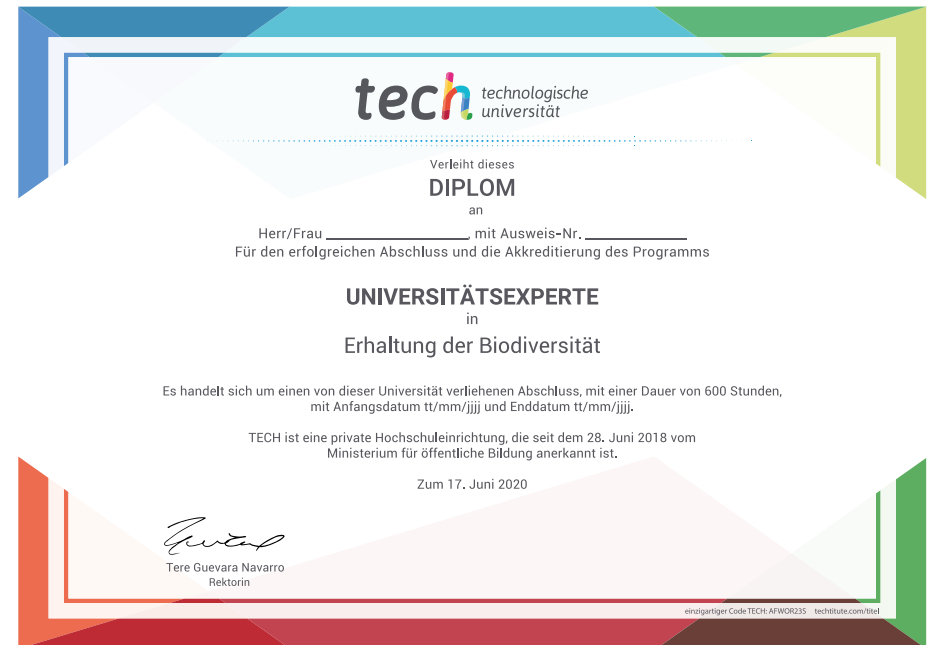 tech technologische
universität
Verleiht dieses
DIPLOM
an
Herr/Frau ____________, mit Ausweis-Nr. ____________
Für den erfolgreichen Abschluss und die Akkreditierung des Programms
UNIVERSITÄTSEXPERTE
in
Erhaltung der Biodiversität
Es handelt sich um einen von dieser Universität verliehenen Abschluss, mit einer Dauer von 600 Stunden,
mit Anfangsdatum tt/mm/jjjj und Enddatum tt/mm/jjjj.
TECH ist eine private Hochschuleinrichtung, die seit dem 28. Juni 2018 vom
Ministerium für öffentliche Bildung anerkannt ist.
Zum 17. Juni 2020
Tere Guevara Navarro
Rektorin
einzigartiger Code TECH: AFWOR23S techtitute.com/titel